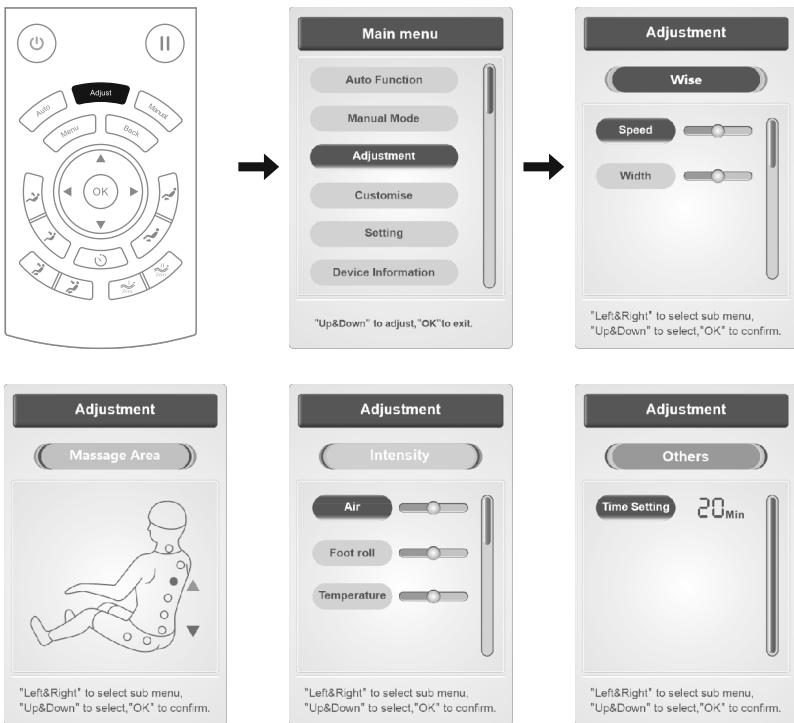 Adjust
Auto
Manual
Menu
Back
OK
Zero
Zero
Main menu
Auto Function
Manual Mode
Adjustment
Customise
Setting
Device Information
"Up&Down" to adjust,"OK"to exit.
Adjustment
Wise
Speed
Width
"Left&Right" to select sub menu,
"Up&Down" to select,"OK" to confirm.
Adjustment
Massage Area
"Left&Right" to select sub menu,
"Up&Down" to select,"OK" to confirm.
Adjustment
Intensity
Air
Foot roll
Temperature
"Left&Right" to select sub menu,
"Up&Down" to select,"OK" to confirm.
Adjustment
Others
Time Setting 20Min
"Left&Right" to select sub menu,
"Up&Down" to select,"OK" to confirm.